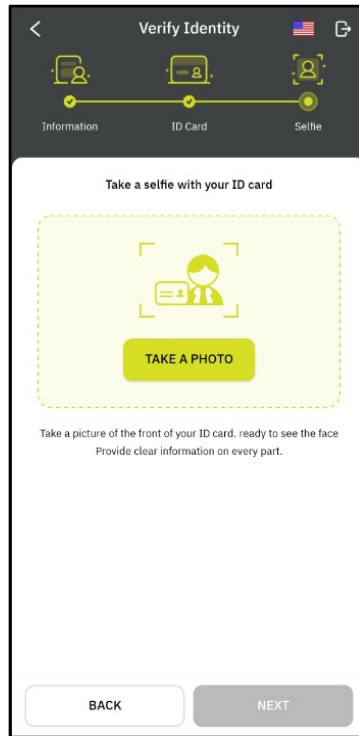 Verify Identity
Information
ID Card
Selfie
Take a selfie with your ID card
TAKE A PHOTO
Take a picture of the front of your ID card. ready to see the face
Provide clear information on every part.
BACK
NEXT